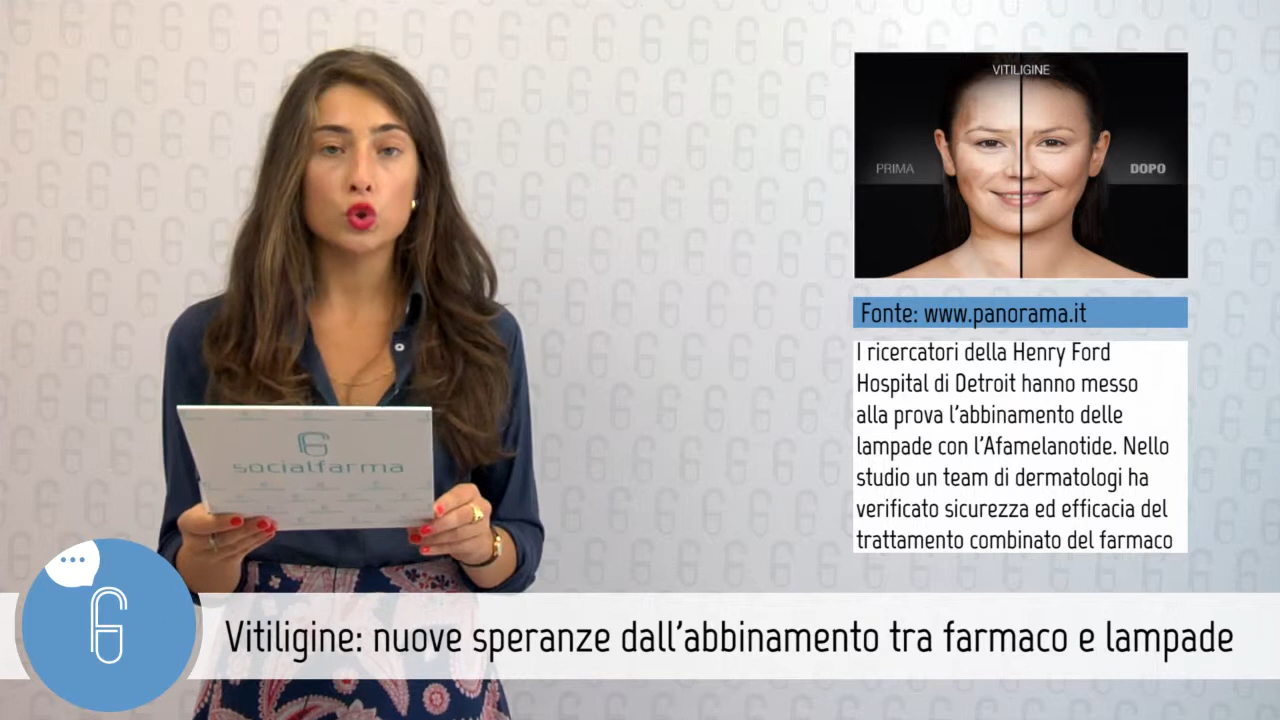 VITILIGINE
PRIMA
DOPO
Fonte: www.panorama.it
I ricercatori della Henry Ford
Hospital di Detroit hanno messo
alla prova l'abbinamento delle
lampade con l'Afamelanotide. Nello
studio un team di dermatologi ha
verificato sicurezza ed efficacia del
trattamento combinato del farmaco
socialfarma
Vitiligine: nuove speranze dall'abbinamento tra farmaco e lampade